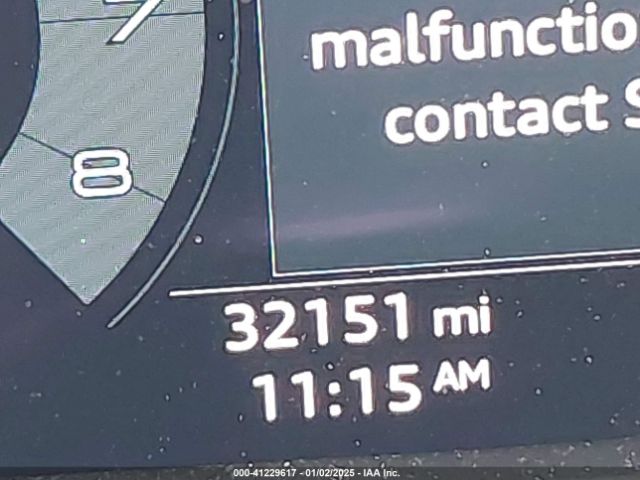 7
malfunctio
contact S
8
32151 mi
11:15 AM
000-41229617 - 01/02/2025 - IAA Inc.